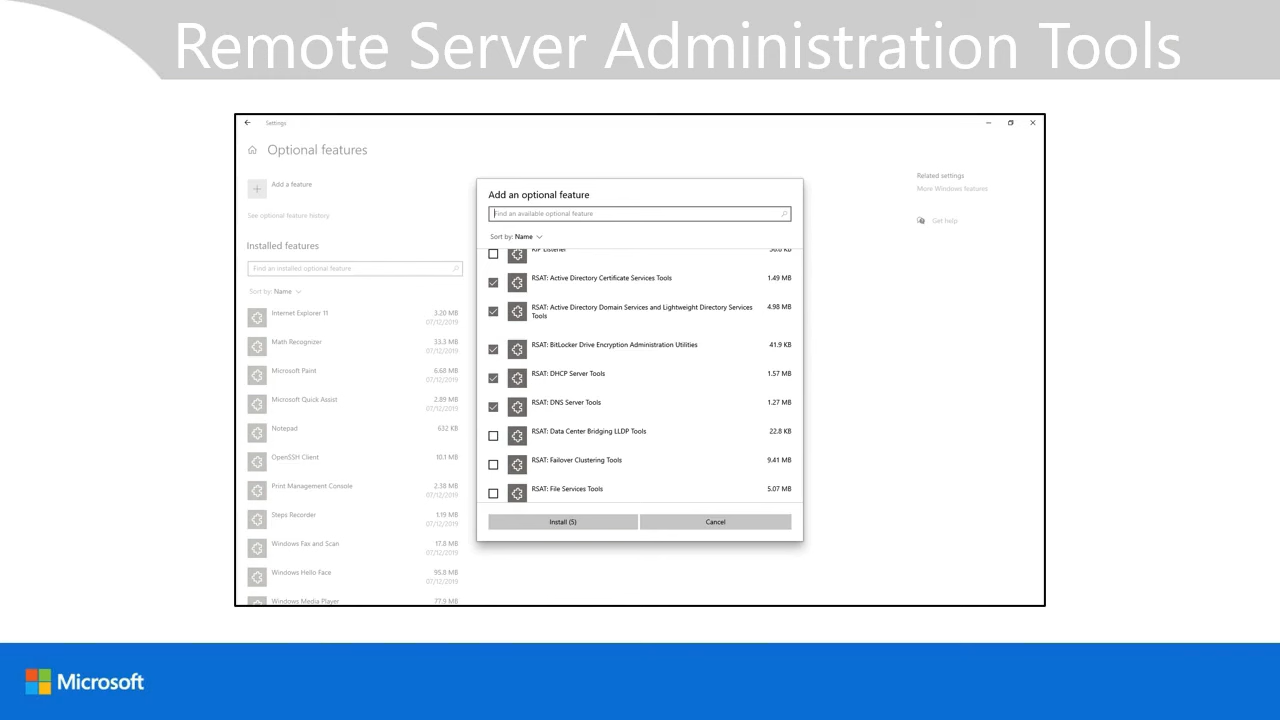 Remote Server Administration Tools
Settings
Optional features
Add a feature
See optional feature history
Installed features
Find an installed optional feature
Sort by: Name
Internet Explorer 11
3.20 MB
07/12/2019
Math Recognizer
33.3 MB
07/12/2019
Microsoft Paint
6.68 MB
07/12/2019
Microsoft Quick Assist
2.89 MB
07/12/2019
Notepad
632 KB
OpenSSH Client
10.1 MB
Print Management Console
2.38 MB
07/12/2019
Steps Recorder
1.19 MB
07/12/2019
Windows Fax and Scan
17.8 MB
07/12/2019
Windows Hello Face
95.8 MB
07/12/2019
Windows Media Player
77.9 MB
Add an optional feature
Find an available optional feature
Sort by: Name
RIP Listener
RSAT: Active Directory Certificate Services Tools
1.49 MB
RSAT: Active Directory Domain Services and Lightweight Directory Services
Tools
4.98 MB
RSAT: BitLocker Drive Encryption Administration Utilities
41.9 KB
RSAT: DHCP Server Tools
1.57 MB
RSAT: DNS Server Tools
1.27 MB
RSAT: Data Center Bridging LLDP Tools
22.8 KB
RSAT: Failover Clustering Tools
9.41 MB
RSAT: File Services Tools
5.07 MB
Install (5)
Cancel
Related settings
More Windows features
Get help
Microsoft